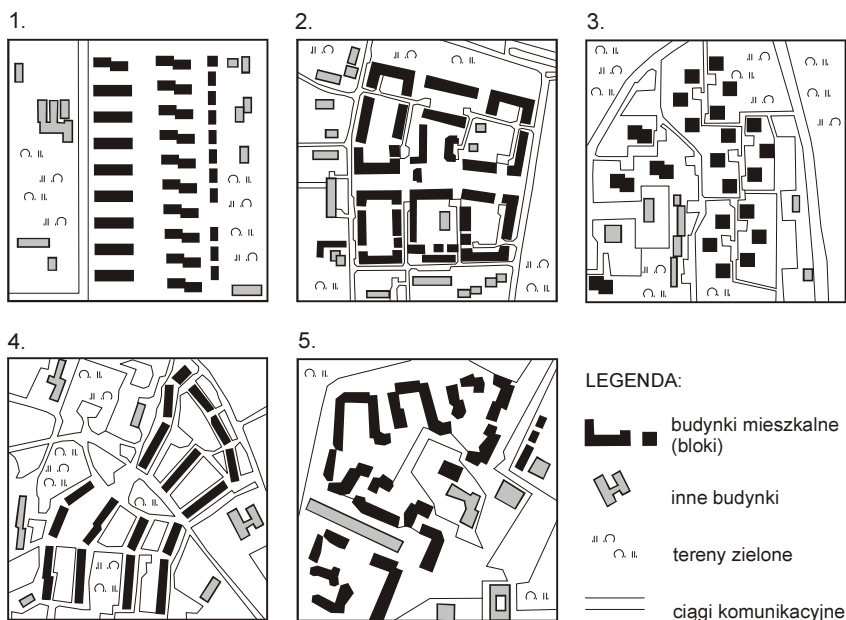 1.
2.
3.
4.
5.
LEGENDA:
budynki mieszkalne
(bloki)
inne budynki
tereny zielone
ciągi komunikacyjne